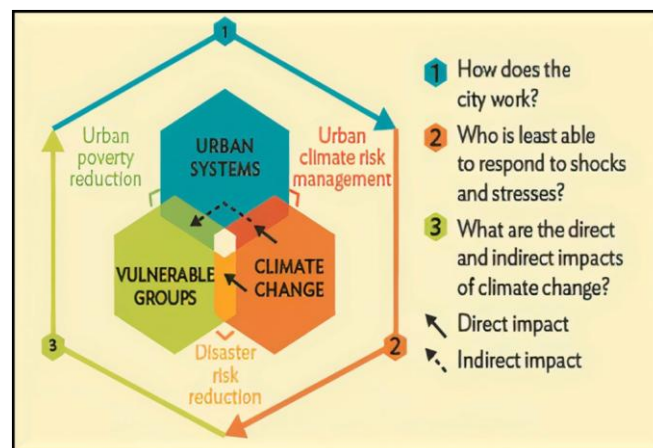 1
Urban
poverty
reduction
URBAN
SYSTEMS
Urban
climate risk
management
VULNERABLE
GROUPS
CLIMATE
CHANGE
3
Disaster
risk
reduction
2
1 How does the
city work?
2 Who is least able
to respond to shocks
and stresses?
3 What are the direct
and indirect impacts
of climate change?
Direct impact
Indirect impact